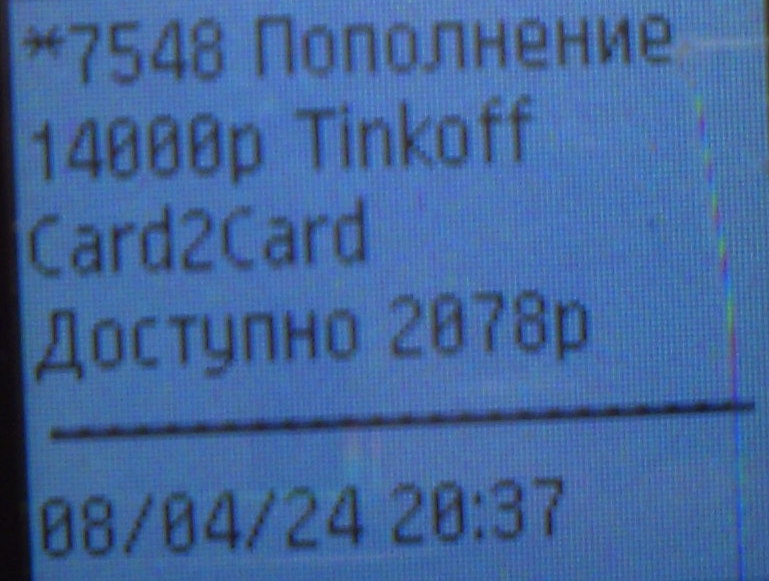 *7548 Пополнение
14000р Tinkoff
Card2Card
Доступно 2078р
08/04/24 20:37